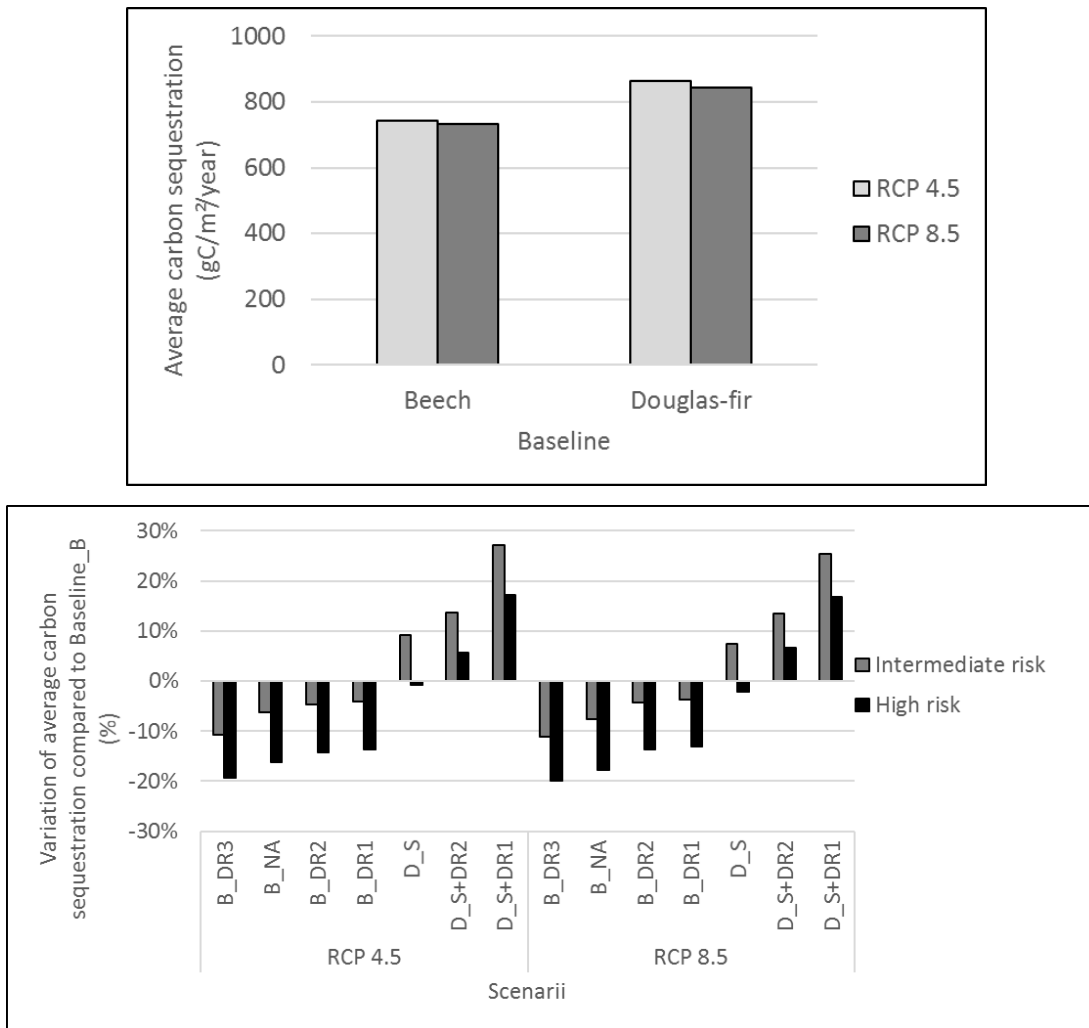 1000
800
600
400
200
0
Average carbon sequestration
(gC/m²/year)
Beech
Douglas-fir
Baseline
RCP 4.5
RCP 8.5
30%
20%
10%
0%
-10%
-20%
-30%
Variation of average carbon
sequestration compared to Baseline_B
(%)
Intermediate risk
High risk
B_DR3
B_NA
B_DR2
B_DR1
D_S
D_S+DR2
D_S+DR1
B_DR3
B_NA
B_DR2
B_DR1
D_S
D_S+DR2
D_S+DR1
RCP 4.5
RCP 8.5
Scenarii